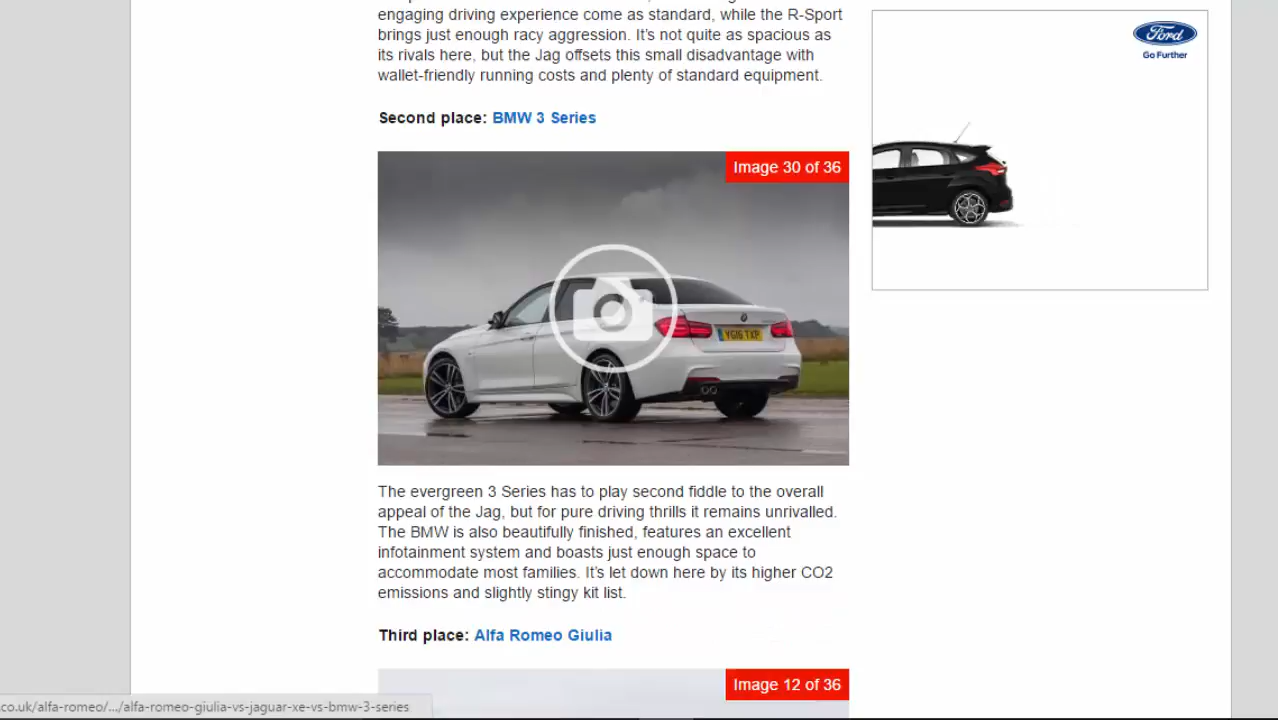 engaging driving experience come as standard, while the R-Sport
brings just enough racy aggression. It's not quite as spacious as
its rivals here, but the Jag offsets this small disadvantage with
wallet-friendly running costs and plenty of standard equipment.
Ford
Go Further
Second place: BMW 3 Series
Image 30 of 36
YG16 TXP
The evergreen 3 Series has to play second fiddle to the overall
appeal of the Jag, but for pure driving thrills it remains unrivalled.
The BMW is also beautifully finished, features an excellent
infotainment system and boasts just enough space to
accommodate most families. It's let down here by its higher CO2
emissions and slightly stingy kit list.
Third place: Alfa Romeo Giulia
Image 12 of 36
.co.uk/alfa-romeo/.../alfa-romeo-giulia-vs-jaguar-xe-vs-bmw-3-series